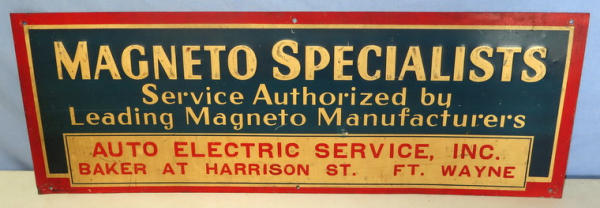 MAGNETO SPECIALISTS
Service Authorized by
Leading Magneto Manufacturers
AUTO ELECTRIC SERVICE, INC.
BAKER AT HARRISON ST. FT. WAYNE